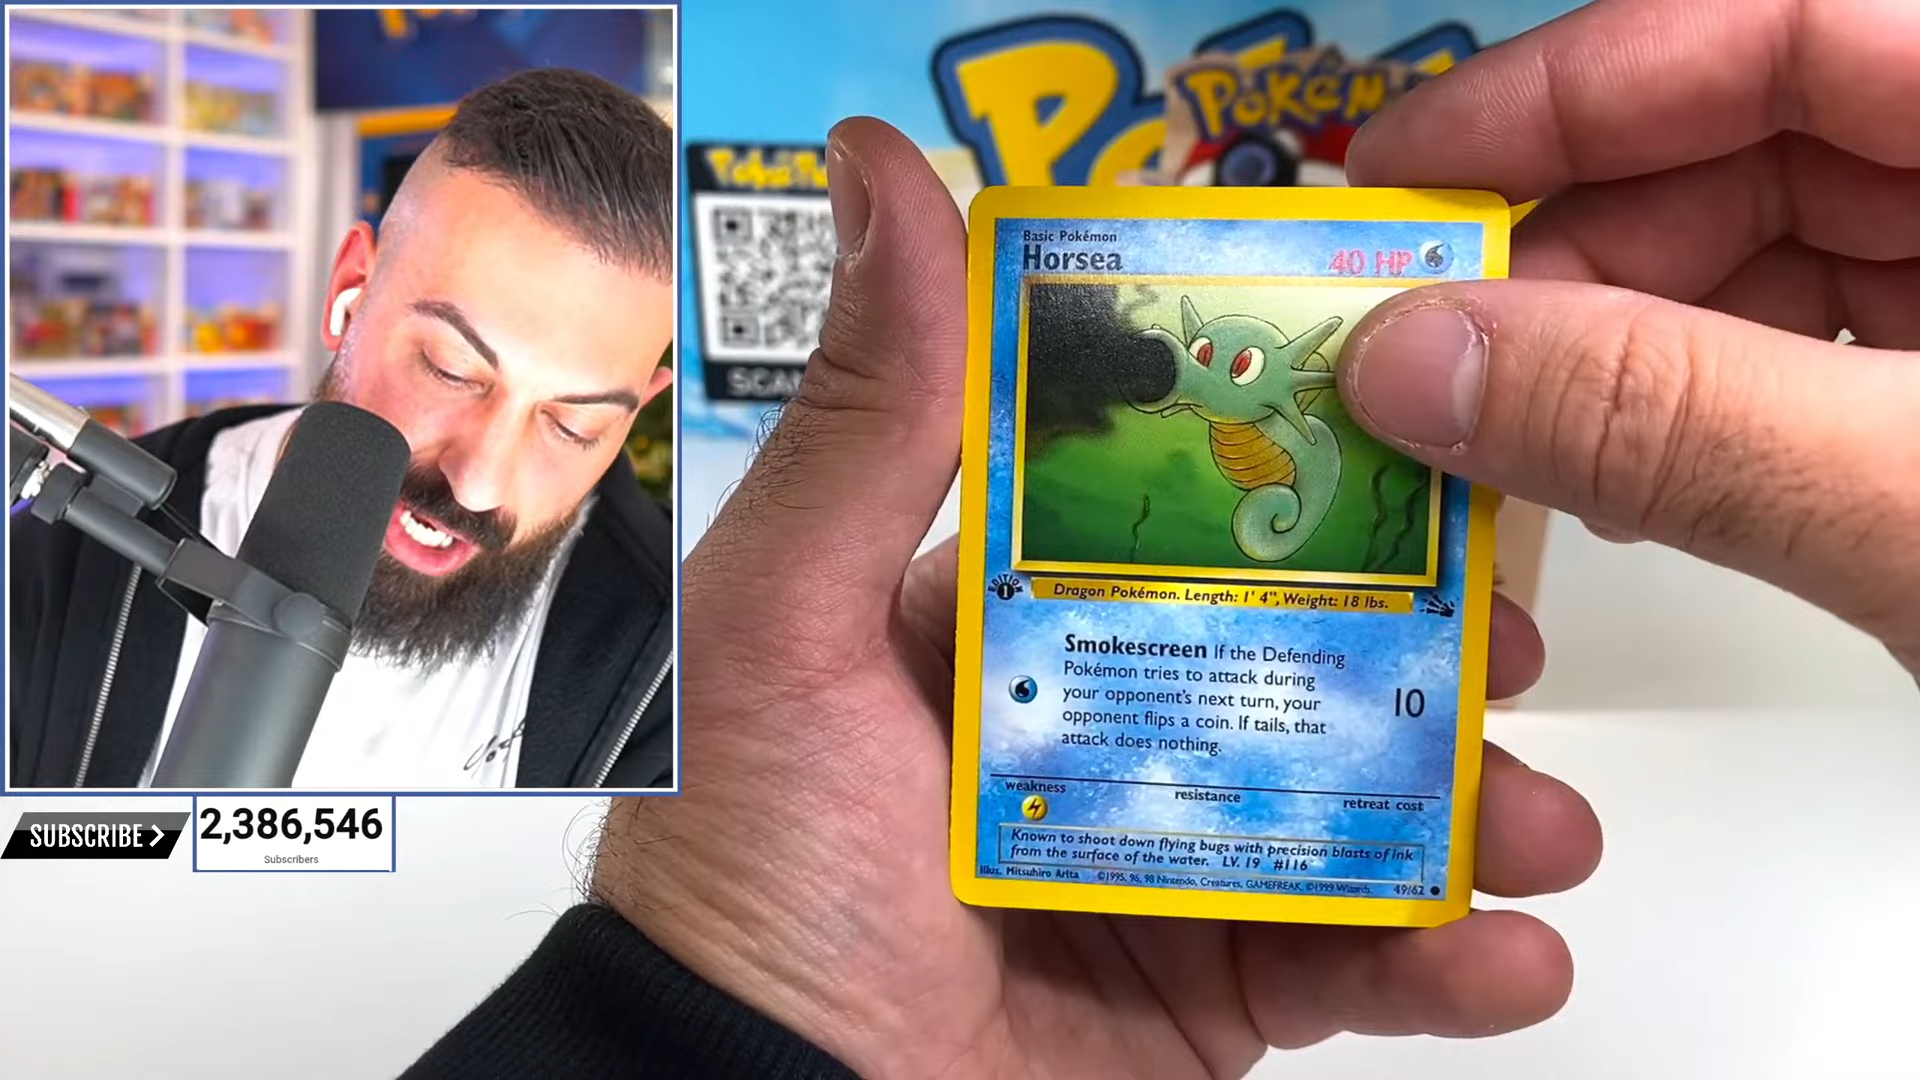 POKÉM
SCAN
Basic Pokémon
Horsea
40 HP
EDITION
1
Dragon Pokémon. Length: 1' 4", Weight: 18 lbs.
Smokescreen If the Defending
Pokémon tries to attack during
your opponent's next turn, your
opponent flips a coin. If tails, that
attack does nothing.
10
weakness
resistance
retreat cost
Known to shoot down flying bugs with precision blasts of ink
from the surface of the water. LV. 19 #116
Illus. Mitsuhiro Arita ©1995, 96, 98 Nintendo, Creatures, GAMEFREAK. ©1999 Wizards. 49/62
SUBSCRIBE >
2,386,546
Subscribers